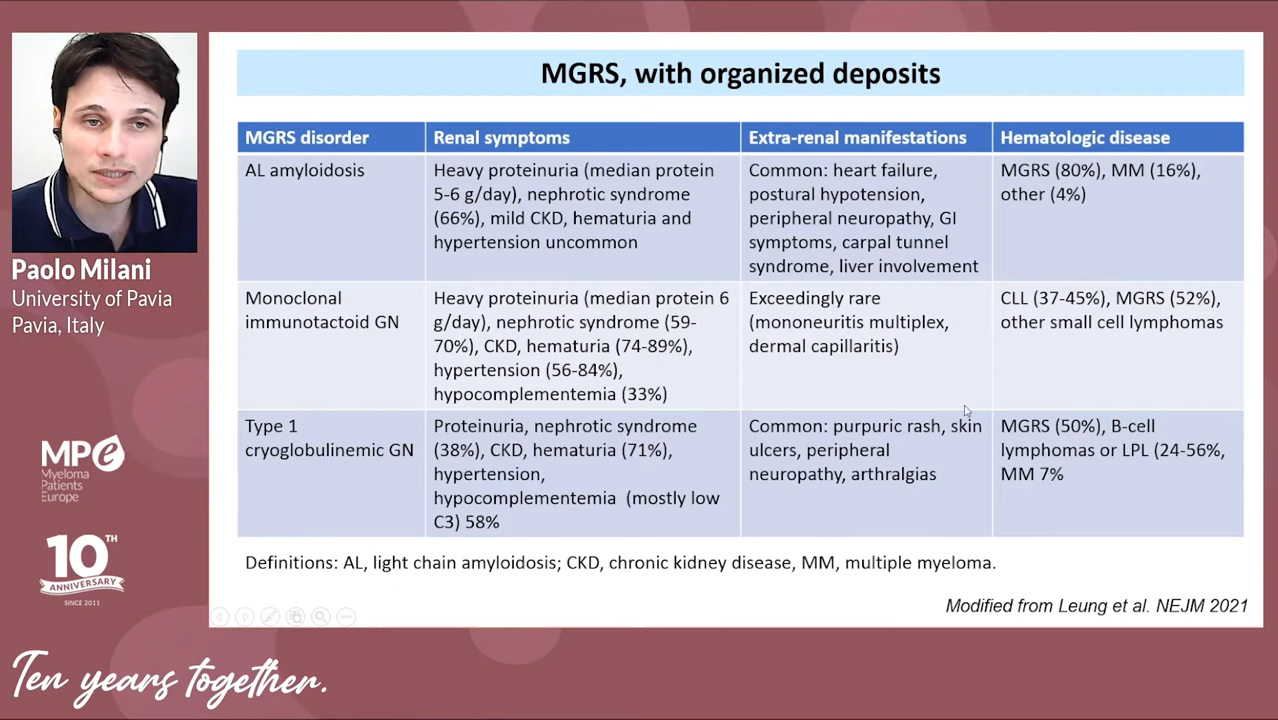 MGRS, with organized deposits
MGRS disorder
Renal symptoms
Extra-renal manifestations
Hematologic disease
AL amyloidosis
Heavy proteinuria (median protein
5-6 g/day), nephrotic syndrome
(66%), mild CKD, hematuria and
hypertension uncommon
Common: heart failure,
postural hypotension,
peripheral neuropathy, GI
symptoms, carpal tunnel
syndrome, liver involvement
MGRS (80%), MM (16%),
other (4%)
Monoclonal
immunotactoid GN
Heavy proteinuria (median protein 6
g/day), nephrotic syndrome (59-
70%), CKD, hematuria (74-89%),
hypertension (56-84%),
hypocomplementemia (33%)
Exceedingly rare
(mononeuritis multiplex,
dermal capillaritis)
CLL (37-45%), MGRS (52%),
other small cell lymphomas
Type 1
cryoglobulinemic GN
Proteinuria, nephrotic syndrome
(38%), CKD, hematuria (71%),
hypertension,
hypocomplementemia (mostly low
C3) 58%
Common: purpuric rash, skin
ulcers, peripheral
neuropathy, arthralgias
MGRS (50%), B-cell
lymphomas or LPL (24-56%,
MM 7%
Definitions: AL, light chain amyloidosis; CKD, chronic kidney disease, MM, multiple myeloma.
Modified from Leung et al. NEJM 2021
Paolo Milani
University of Pavia
Pavia, Italy
MPe
Myeloma
Patients
Europe
10TH
ANNIVERSARY
SINCE 2011
Ten years together.